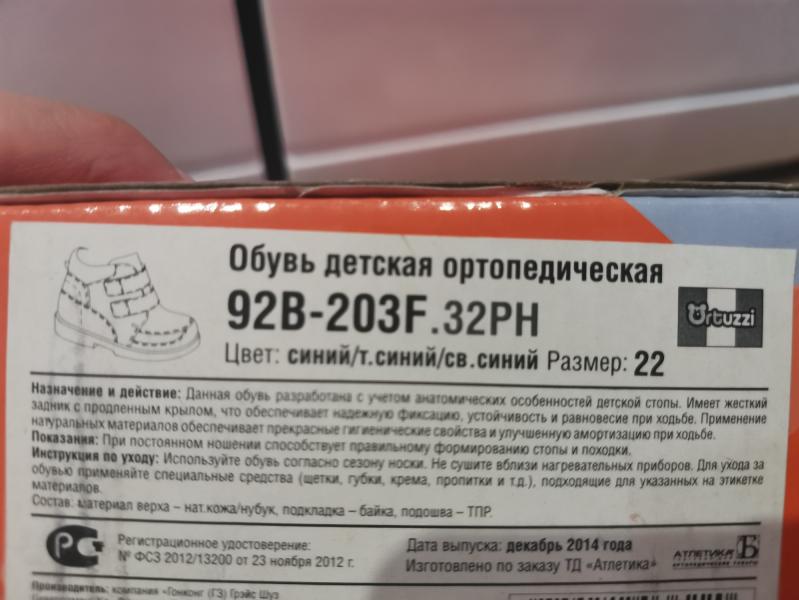 Обувь детская ортопедическая
92B-203F.32PH
Ortuzzi
Цвет: синий/т.синий/св.синий Размер: 22
Назначение и действие: Данная обувь разработана с учетом анатомических особенностей детской стопы. Имеет жесткий
задник с продленным крылом, что обеспечивает надежную фиксацию, устойчивость и равновесие при ходьбе. Применение
натуральных материалов обеспечивает прекрасные гигиенические свойства и улучшенную амортизацию при ходьбе.
Показания: При постоянном ношении способствует правильному формированию стопы и походки.
Инструкция по уходу: Используйте обувь согласно сезону носки. Не сушите вблизи нагревательных приборов. Для ухода за
обувью применяйте специальные средства (щетки, губки, крема, пропитки и т.д.), подходящие для указанных на этикетке
материалов.
Состав: материал верха – нат.кожа/нубук, подкладка – байка, подошва – ТПР.
Регистрационное удостоверение:
№ ФСЗ 2012/13200 от 23 ноября 2012 г.
Дата выпуска: декабрь 2014 года
Изготовлено по заказу ТД «Атлетика»
АТЛЕТИКА
Производитель: компания «Гонконг (ГЗ) Грэйс Шуз